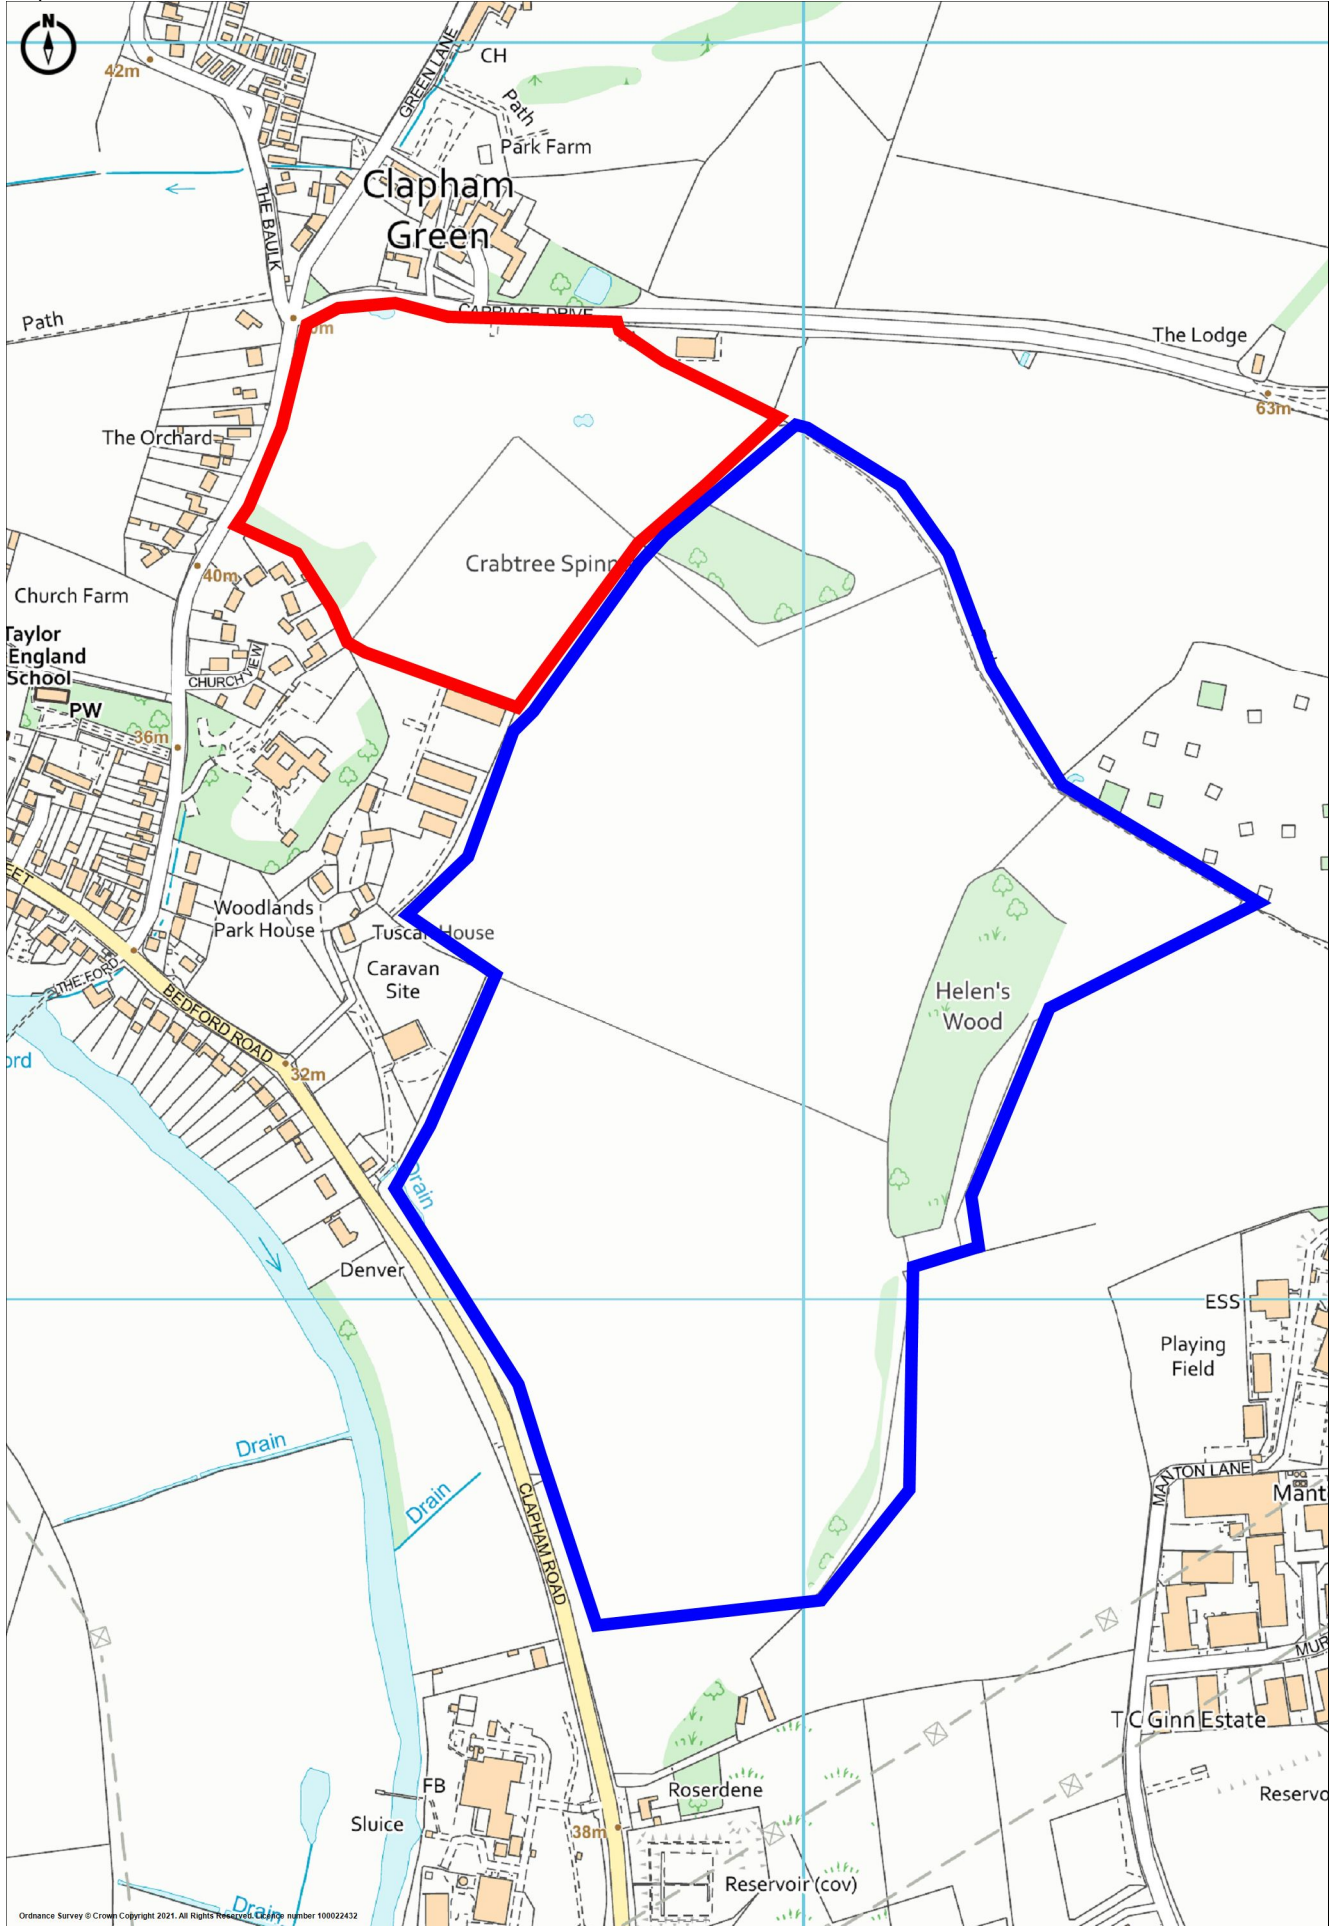 N
42m
GREEN LANE
CH
Path
Park Farm
Clapham
Green
THE BAULK
Path
CARRIAGE DRIVE
The Lodge
63m
The Orchard
40m
Crabtree Spinn
Church Farm
Taylor
England
School
PW
CHURCH VIEW
36m
EET
Woodlands
Park House
Tuscan House
Caravan
Site
Helen's
Wood
THE FORD
BEDFORD ROAD
ord
32m
Drain
Denver
ESS
Playing
Field
Drain
Drain
MANTON LANE
Mant
CLAPHAM ROAD
MUR
T C Ginn Estate
FB
Sluice
Roserdene
Reservo
38m
Reservoir (cov)
Drain
Ordnance Survey © Crown Copyright 2021. All Rights Reserved. Licence number 100022432